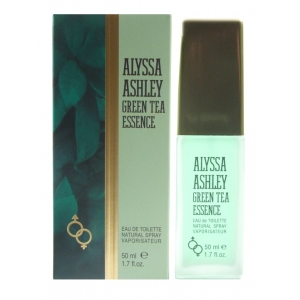 ALYSSA
ASHLEY
GREEN TEA
ESSENCE
EAU DE TOILETTE
NATURAL SPRAY
VAPORISATEUR
50 ml ℮
1.7 fl.oz.
ALYSSA
ASHLEY
GREEN TEA
ESSENCE
EAU DE TOILETTE
NATURAL SPRAY
VAPORISATEUR
50 ml ℮
1.7 fl.oz.